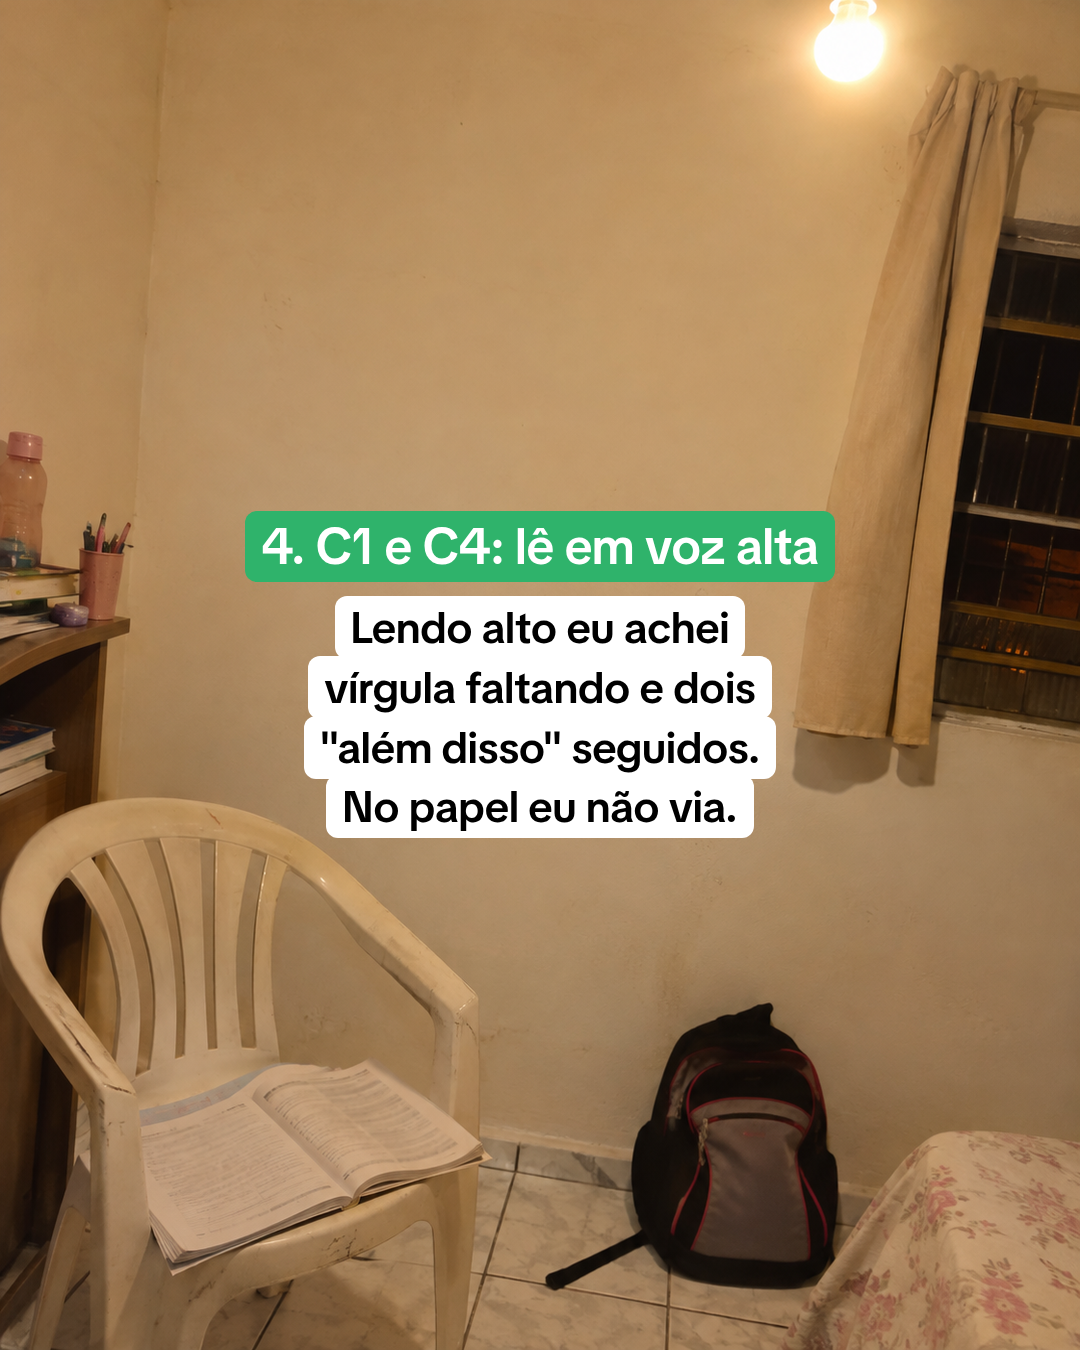 4. C1 e C4: lê em voz alta
Lendo alto eu achei
vírgula faltando e dois
"além disso" seguidos.
No papel eu não via.